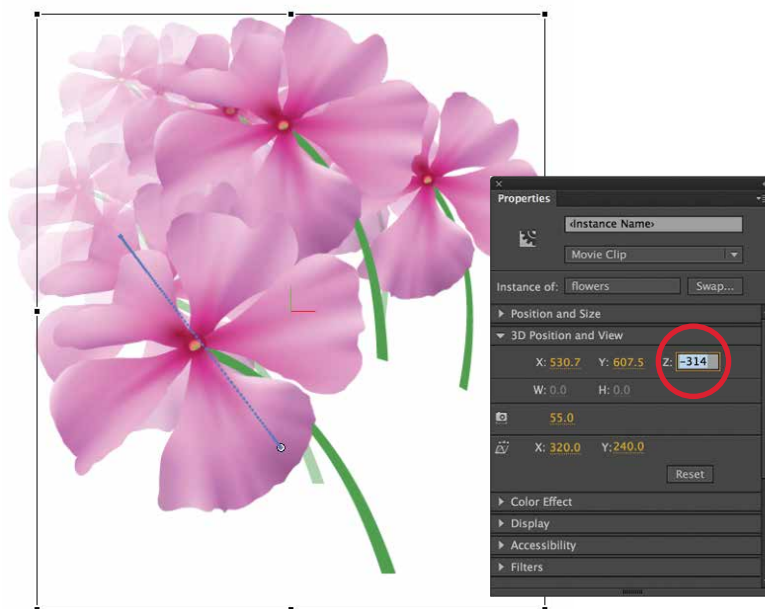 Properties
<Instance Name>
Movie Clip
Instance of: flowers Swap...
Position and Size
3D Position and View
X: 530.7 Y: 607.5 Z: -314
W: 0.0 H: 0.0
55.0
X: 320.0 Y: 240.0
Reset
Color Effect
Display
Accessibility
Filters